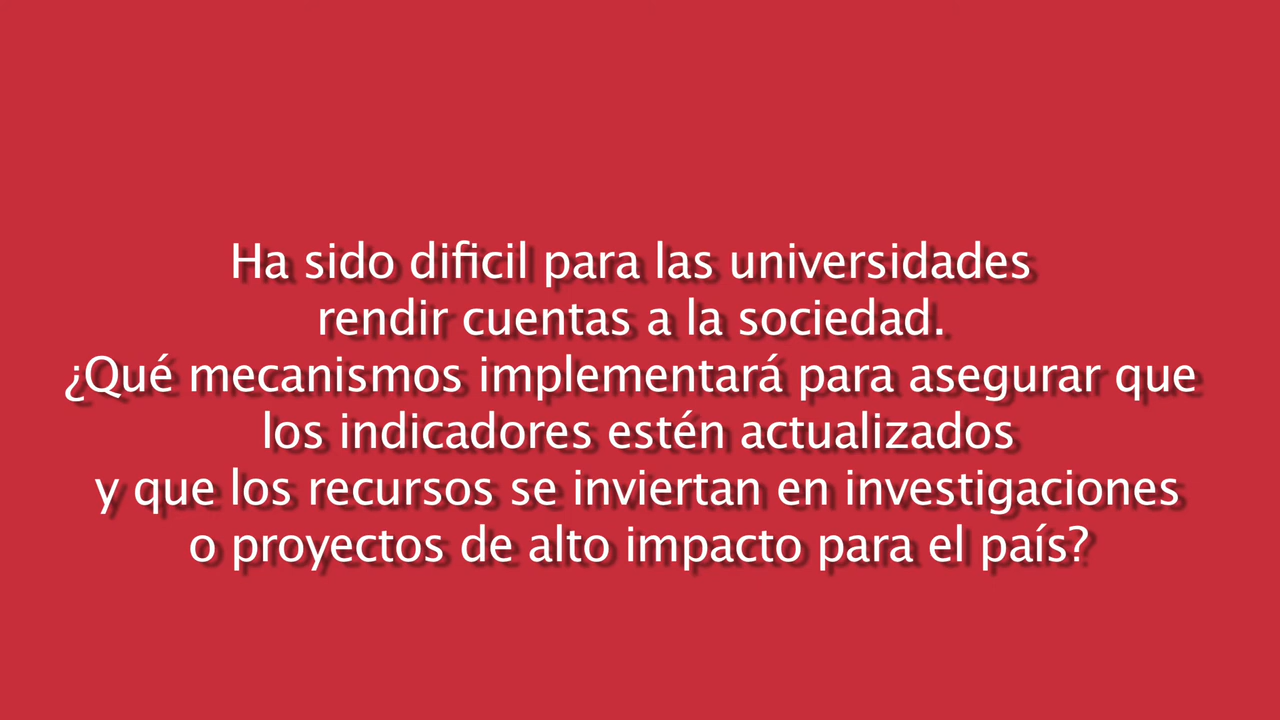 Ha sido dificil para las universidades
rendir cuentas a la sociedad.
¿Qué mecanismos implementará para asegurar que
los indicadores estén actualizados
y que los recursos se inviertan en investigaciones
o proyectos de alto impacto para el país?